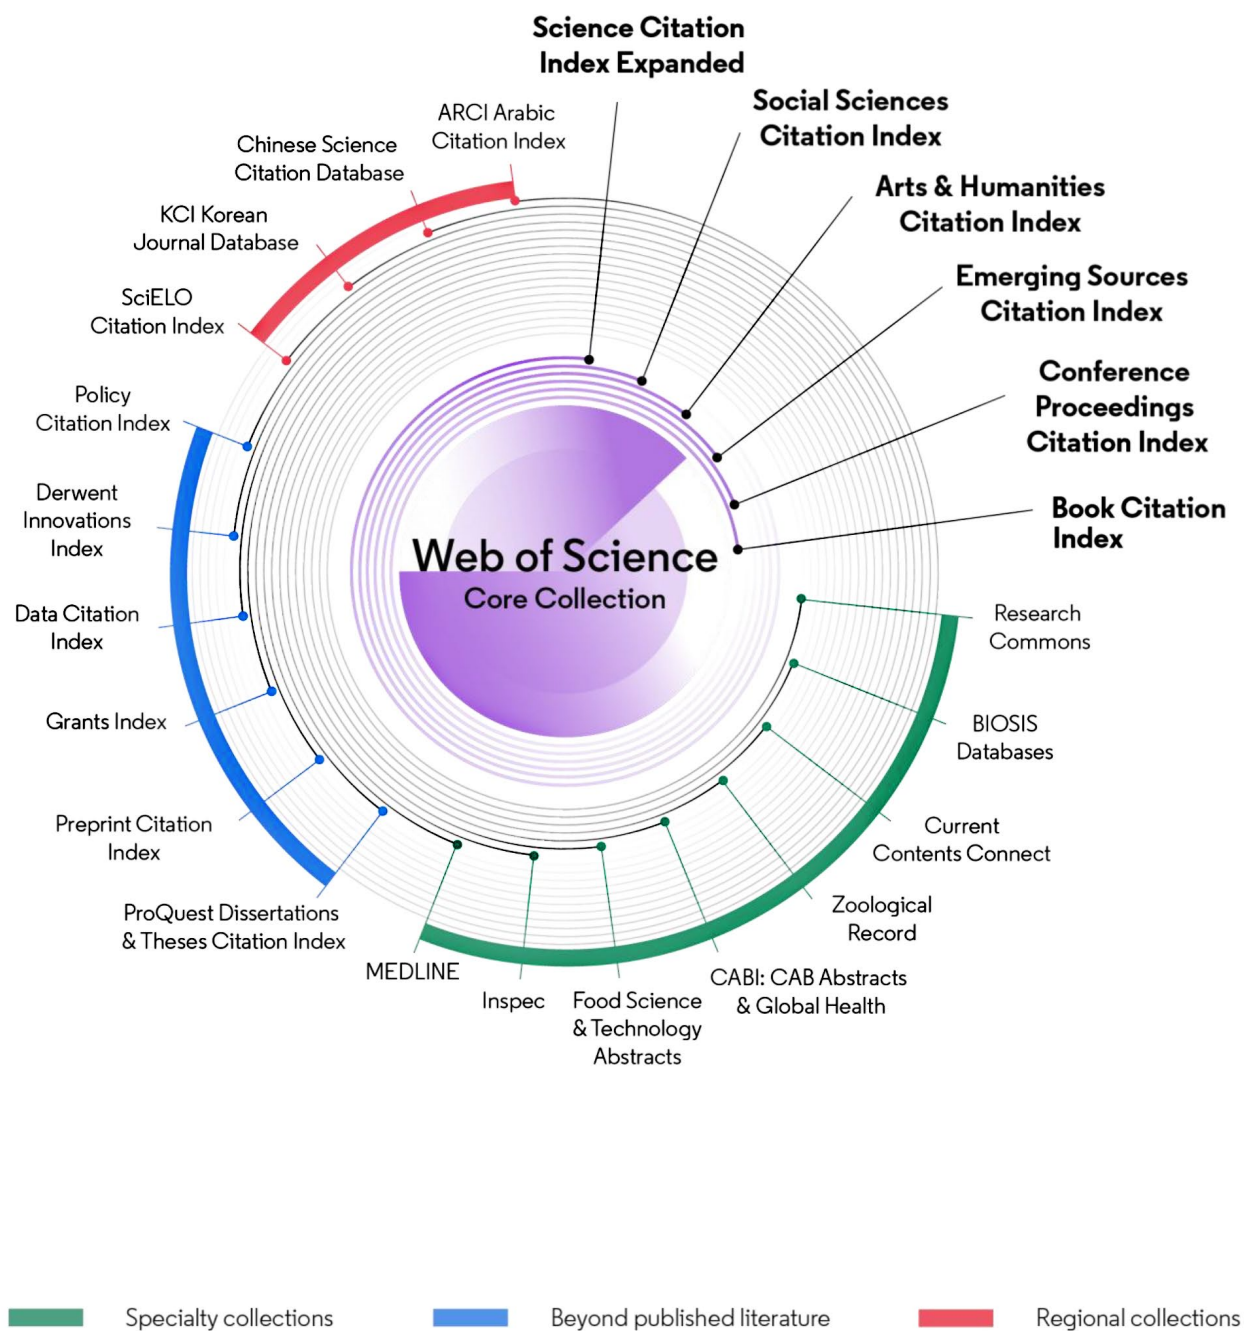 Science Citation
Index Expanded
Social Sciences
Citation Index
Arts & Humanities
Citation Index
Emerging Sources
Citation Index
Conference
Proceedings
Citation Index
Book Citation
Index
ARCI Arabic
Citation Index
Chinese Science
Citation Database
KCI Korean
Journal Database
SciELO
Citation Index
Policy
Citation Index
Derwent
Innovations
Index
Data Citation
Index
Grants Index
Preprint Citation
Index
ProQuest Dissertations
& Theses Citation Index
Web of Science
Core Collection
Research
Commons
BIOSIS
Databases
Current
Contents Connect
Zoological
Record
CABI: CAB Abstracts
& Global Health
Food Science
& Technology
Abstracts
Inspec
MEDLINE
Specialty collections
Beyond published literature
Regional collections